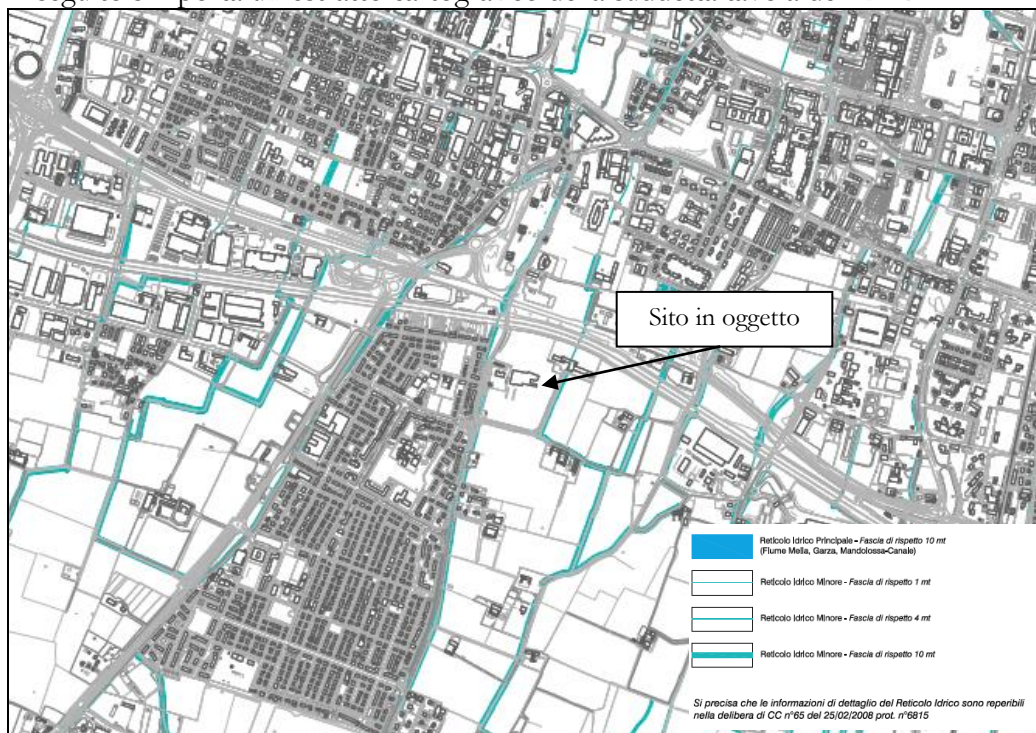 Sito in oggetto
Reticolo Idrico Principale - Fascia di rispetto 10 mt
(Fiume Mella, Garza, Mandolossa-Canale)
Reticolo Idrico Minore - Fascia di rispetto 1 mt
Reticolo Idrico Minore - Fascia di rispetto 4 mt
Reticolo Idrico Minore - Fascia di rispetto 10 mt
Si precisa che le informazioni di dettaglio del Reticolo Idrico sono reperibili
nella delibera di CC n°65 del 25/02/2008 prot. n°6815